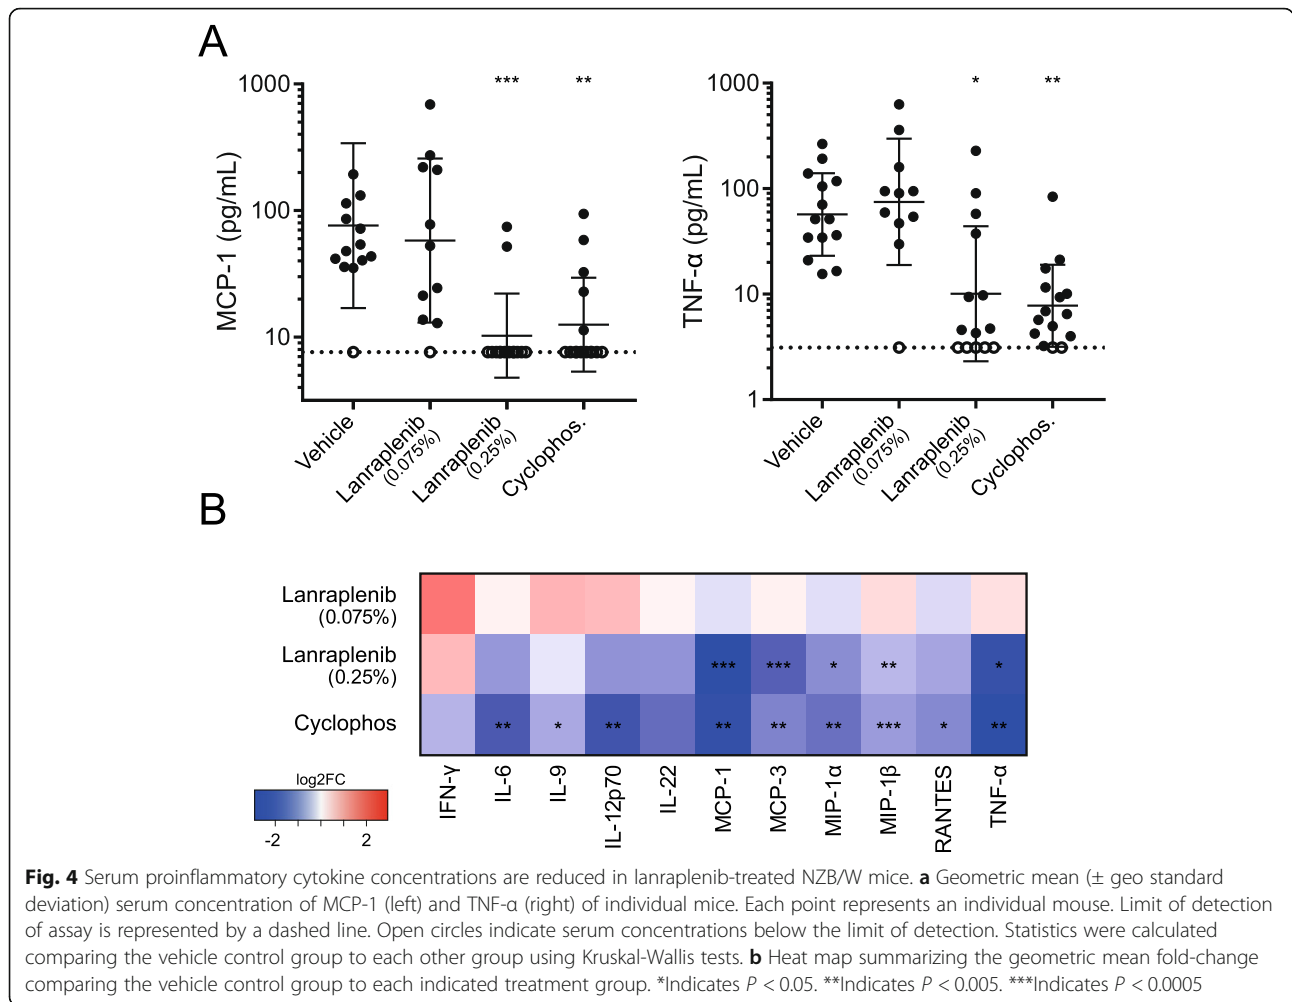 A
*** **
1000
100
10
MCP-1 (pg/mL)
Vehicle
Lanraplenib
(0.075%)
Lanraplenib
(0.25%)
Cyclophos.
* **
1000
100
10
1
TNF-α (pg/mL)
Vehicle
Lanraplenib
(0.075%)
Lanraplenib
(0.25%)
Cyclophos.
B
Lanraplenib
(0.075%)
Lanraplenib
(0.25%)
*** *** * ** *
Cyclophos
** * ** ** ** ** *** * **
IFN-γ IL-6 IL-9 IL-12p70 IL-22 MCP-1 MCP-3 MIP-1α MIP-1β RANTES TNF-α
log2FC
-2 2
Fig. 4 Serum proinflammatory cytokine concentrations are reduced in lanraplenib-treated NZB/W mice. a Geometric mean (± geo standard
deviation) serum concentration of MCP-1 (left) and TNF-α (right) of individual mice. Each point represents an individual mouse. Limit of detection
of assay is represented by a dashed line. Open circles indicate serum concentrations below the limit of detection. Statistics were calculated
comparing the vehicle control group to each other group using Kruskal-Wallis tests. b Heat map summarizing the geometric mean fold-change
comparing the vehicle control group to each indicated treatment group. *Indicates P < 0.05. **Indicates P < 0.005. ***Indicates P < 0.0005